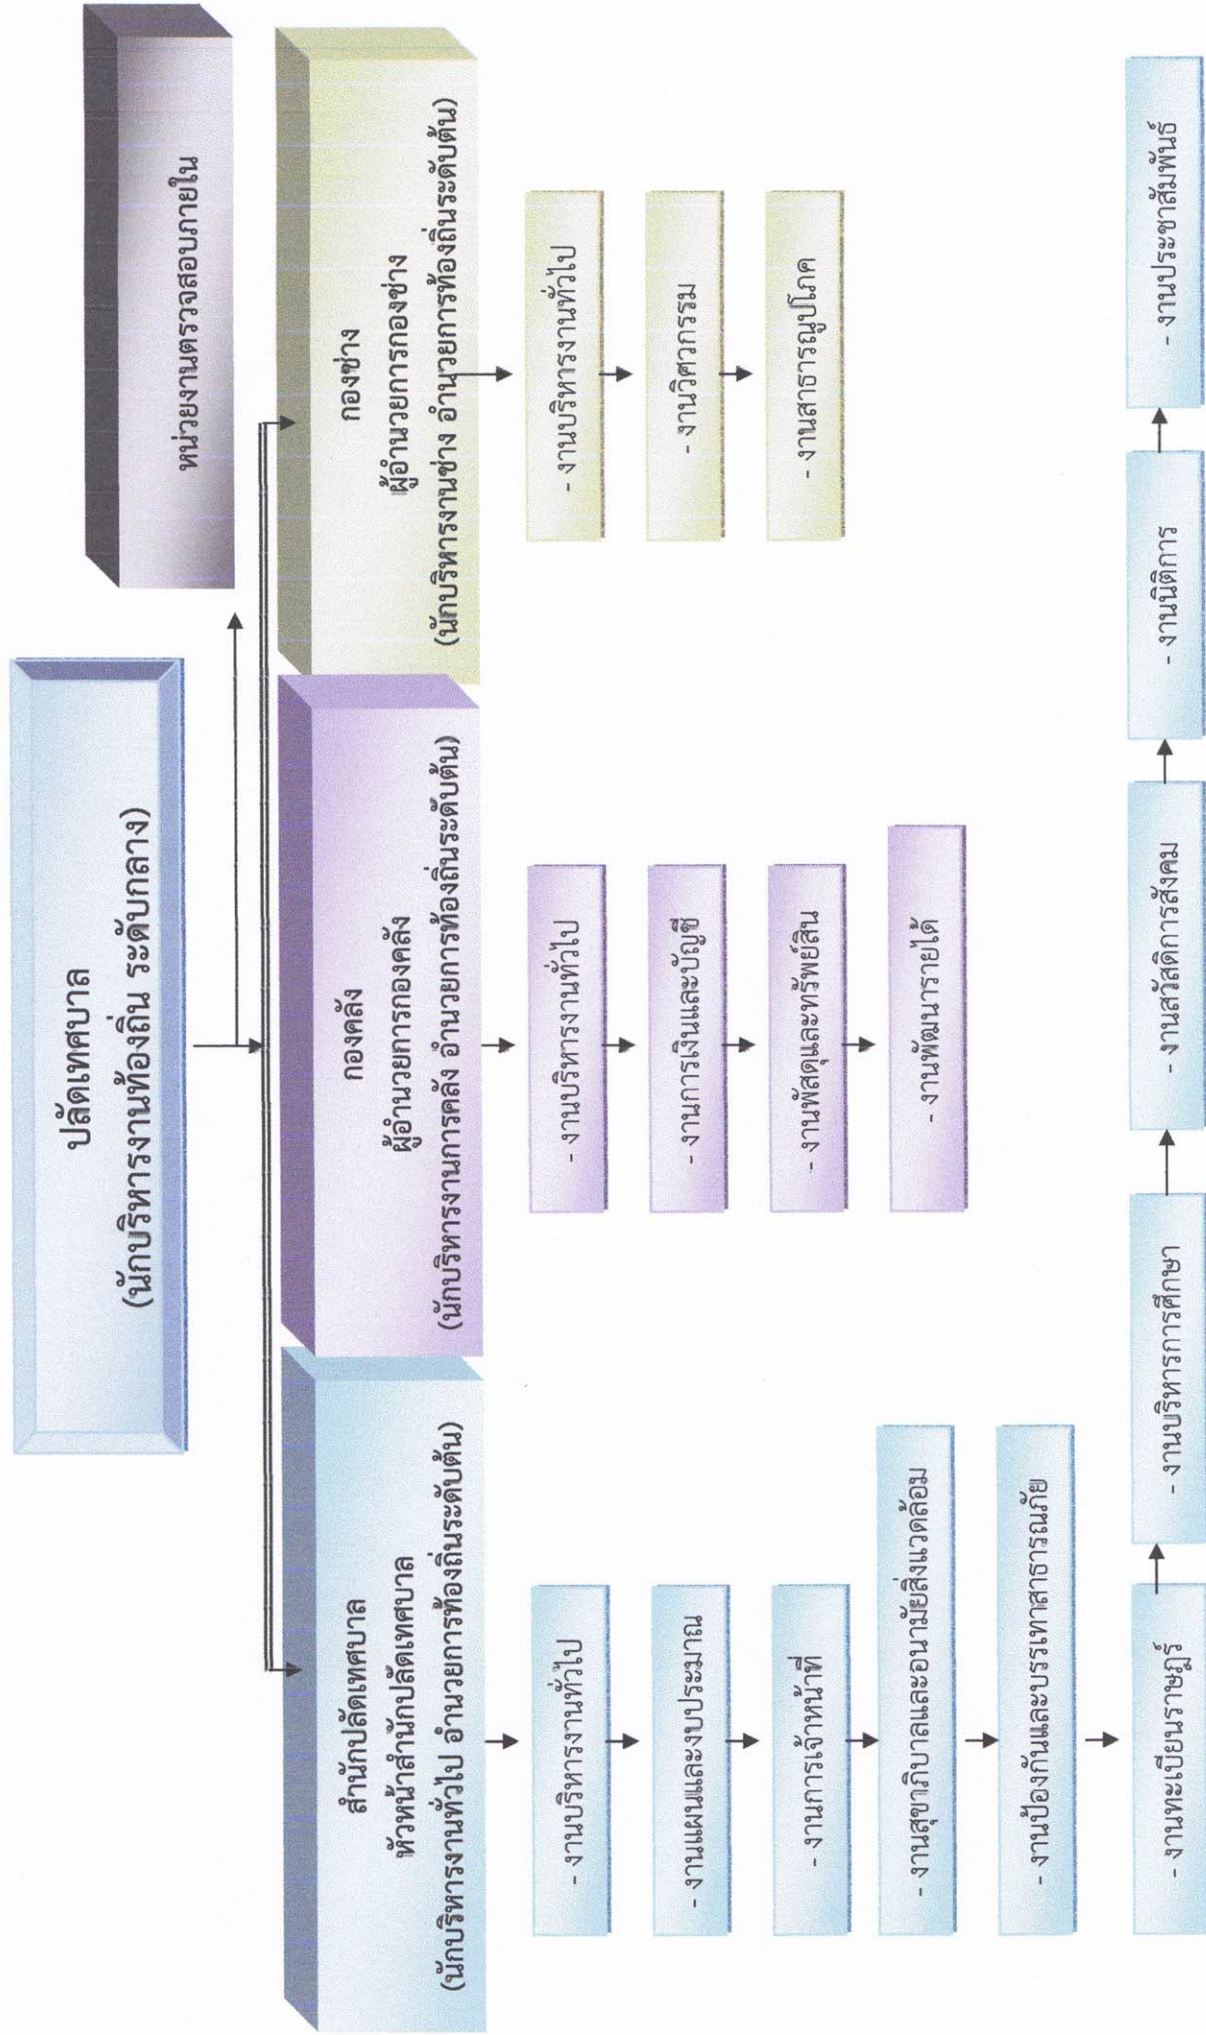 ปลัดเทศบาล
(นักบริหารงานท้องถิ่น ระดับกลาง)
หน่วยงานตรวจสอบภายใน
สำนักปลัดเทศบาล
หัวหน้าสำนักปลัดเทศบาล
(นักบริหารงานทั่วไป อำนวยการท้องถิ่นระดับต้น)
- งานบริหารงานทั่วไป
- งานแผนและงบประมาณ
- งานการเจ้าหน้าที่
- งานสุขาภิบาลและอนามัยสิ่งแวดล้อม
- งานป้องกันและบรรเทาสาธารณภัย
- งานทะเบียนราษฎร์
- งานบริหารการศึกษา
- งานสวัสดิการสังคม
- งานนิติการ
- งานประชาสัมพันธ์
กองคลัง
ผู้อำนวยการกองคลัง
(นักบริหารงานการคลัง อำนวยการท้องถิ่นระดับต้น)
- งานบริหารงานทั่วไป
- งานการเงินและบัญชี
- งานพัสดุและทรัพย์สิน
- งานพัฒนารายได้
กองช่าง
ผู้อำนวยการกองช่าง
(นักบริหารงานช่าง อำนวยการท้องถิ่นระดับต้น)
- งานบริหารงานทั่วไป
- งานวิศวกรรม
- งานสาธารณูปโภค